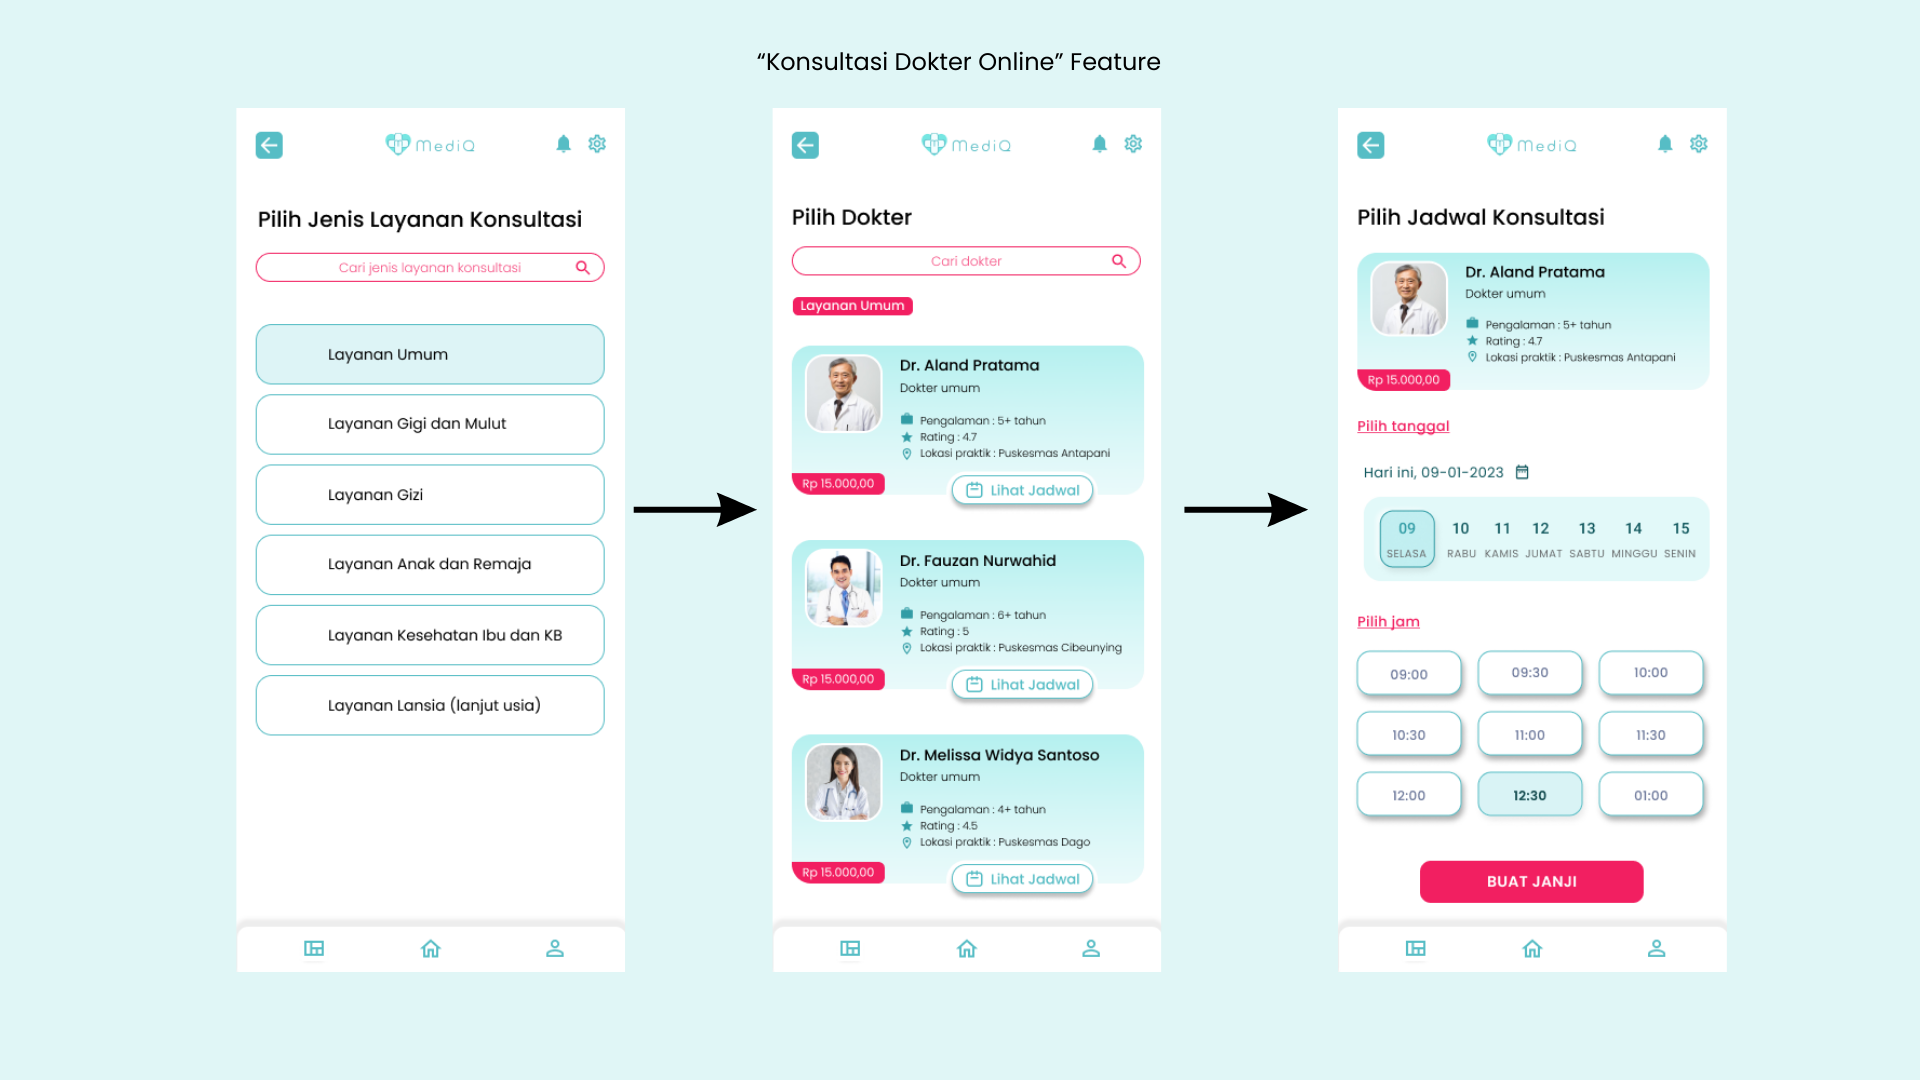 “Konsultasi Dokter Online” Feature
MediQ
Pilih Jenis Layanan Konsultasi
Cari jenis layanan konsultasi
Layanan Umum
Layanan Gigi dan Mulut
Layanan Gizi
Layanan Anak dan Remaja
Layanan Kesehatan Ibu dan KB
Layanan Lansia (lanjut usia)
MediQ
Pilih Dokter
Cari dokter
Layanan Umum
Dr. Aland Pratama
Dokter umum
Pengalaman : 5+ tahun
Rating : 4.7
Lokasi praktik : Puskesmas Antapani
Rp 15.000,00
Lihat Jadwal
Dr. Fauzan Nurwahid
Dokter umum
Pengalaman : 6+ tahun
Rating : 5
Lokasi praktik : Puskesmas Cibeunying
Rp 15.000,00
Lihat Jadwal
Dr. Melissa Widya Santoso
Dokter umum
Pengalaman : 4+ tahun
Rating : 4.5
Lokasi praktik : Puskesmas Dago
Rp 15.000,00
Lihat Jadwal
MediQ
Pilih Jadwal Konsultasi
Dr. Aland Pratama
Dokter umum
Pengalaman : 5+ tahun
Rating : 4.7
Lokasi praktik : Puskesmas Antapani
Rp 15.000,00
Pilih tanggal
Hari ini, 09-01-2023
09 10 11 12 13 14 15
SELASA RABU KAMIS JUMAT SABTU MINGGU SENIN
Pilih jam
09:00 09:30 10:00
10:30 11:00 11:30
12:00 12:30 01:00
BUAT JANJI